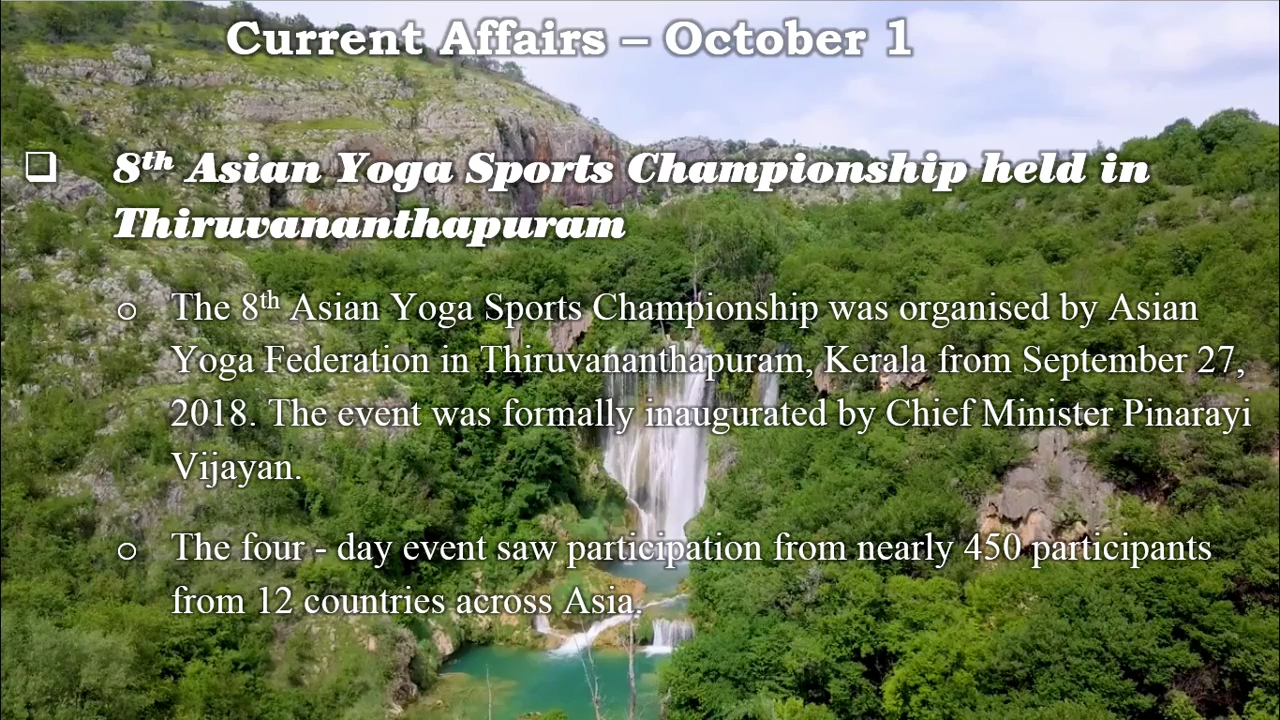 Current Affairs – October 1
❑ 8th Asian Yoga Sports Championship held in
Thiruvananthapuram
o The 8th Asian Yoga Sports Championship was organised by Asian
Yoga Federation in Thiruvananthapuram, Kerala from September 27,
2018. The event was formally inaugurated by Chief Minister Pinarayi
Vijayan.
o The four - day event saw participation from nearly 450 participants
from 12 countries across Asia.